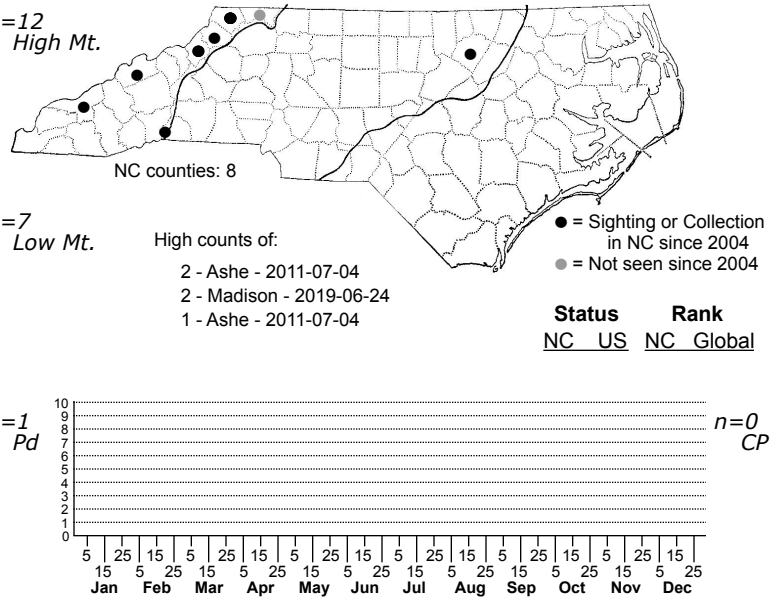 =12
High Mt.
NC counties: 8
=7
Low Mt.
High counts of:
2 - Ashe - 2011-07-04
2 - Madison - 2019-06-24
1 - Ashe - 2011-07-04
● = Sighting or Collection
in NC since 2004
● = Not seen since 2004
Status Rank
NC US NC Global
=1
Pd
n=0
CP
10
9
8
7
6
5
4
3
2
1
0
5 25 15 5 25 15 5 25 15 5 25 15 5 25 15 5 25 15
15 5 25 15 5 25 15 5 25 15 5 25 15 5 25 15 5 25
Jan Feb Mar Apr May Jun Jul Aug Sep Oct Nov Dec